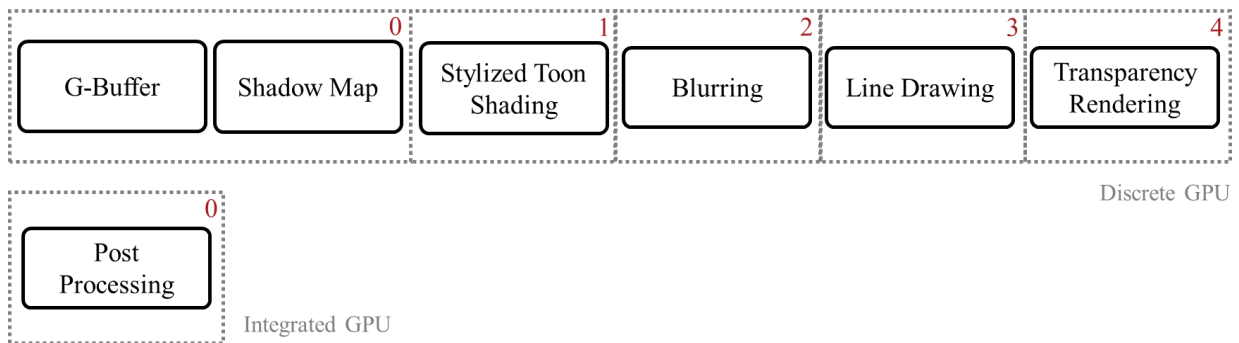 0
G-Buffer
Shadow Map
1
Stylized Toon
Shading
2
Blurring
3
Line Drawing
4
Transparency
Rendering
Discrete GPU
0
Post
Processing
Integrated GPU